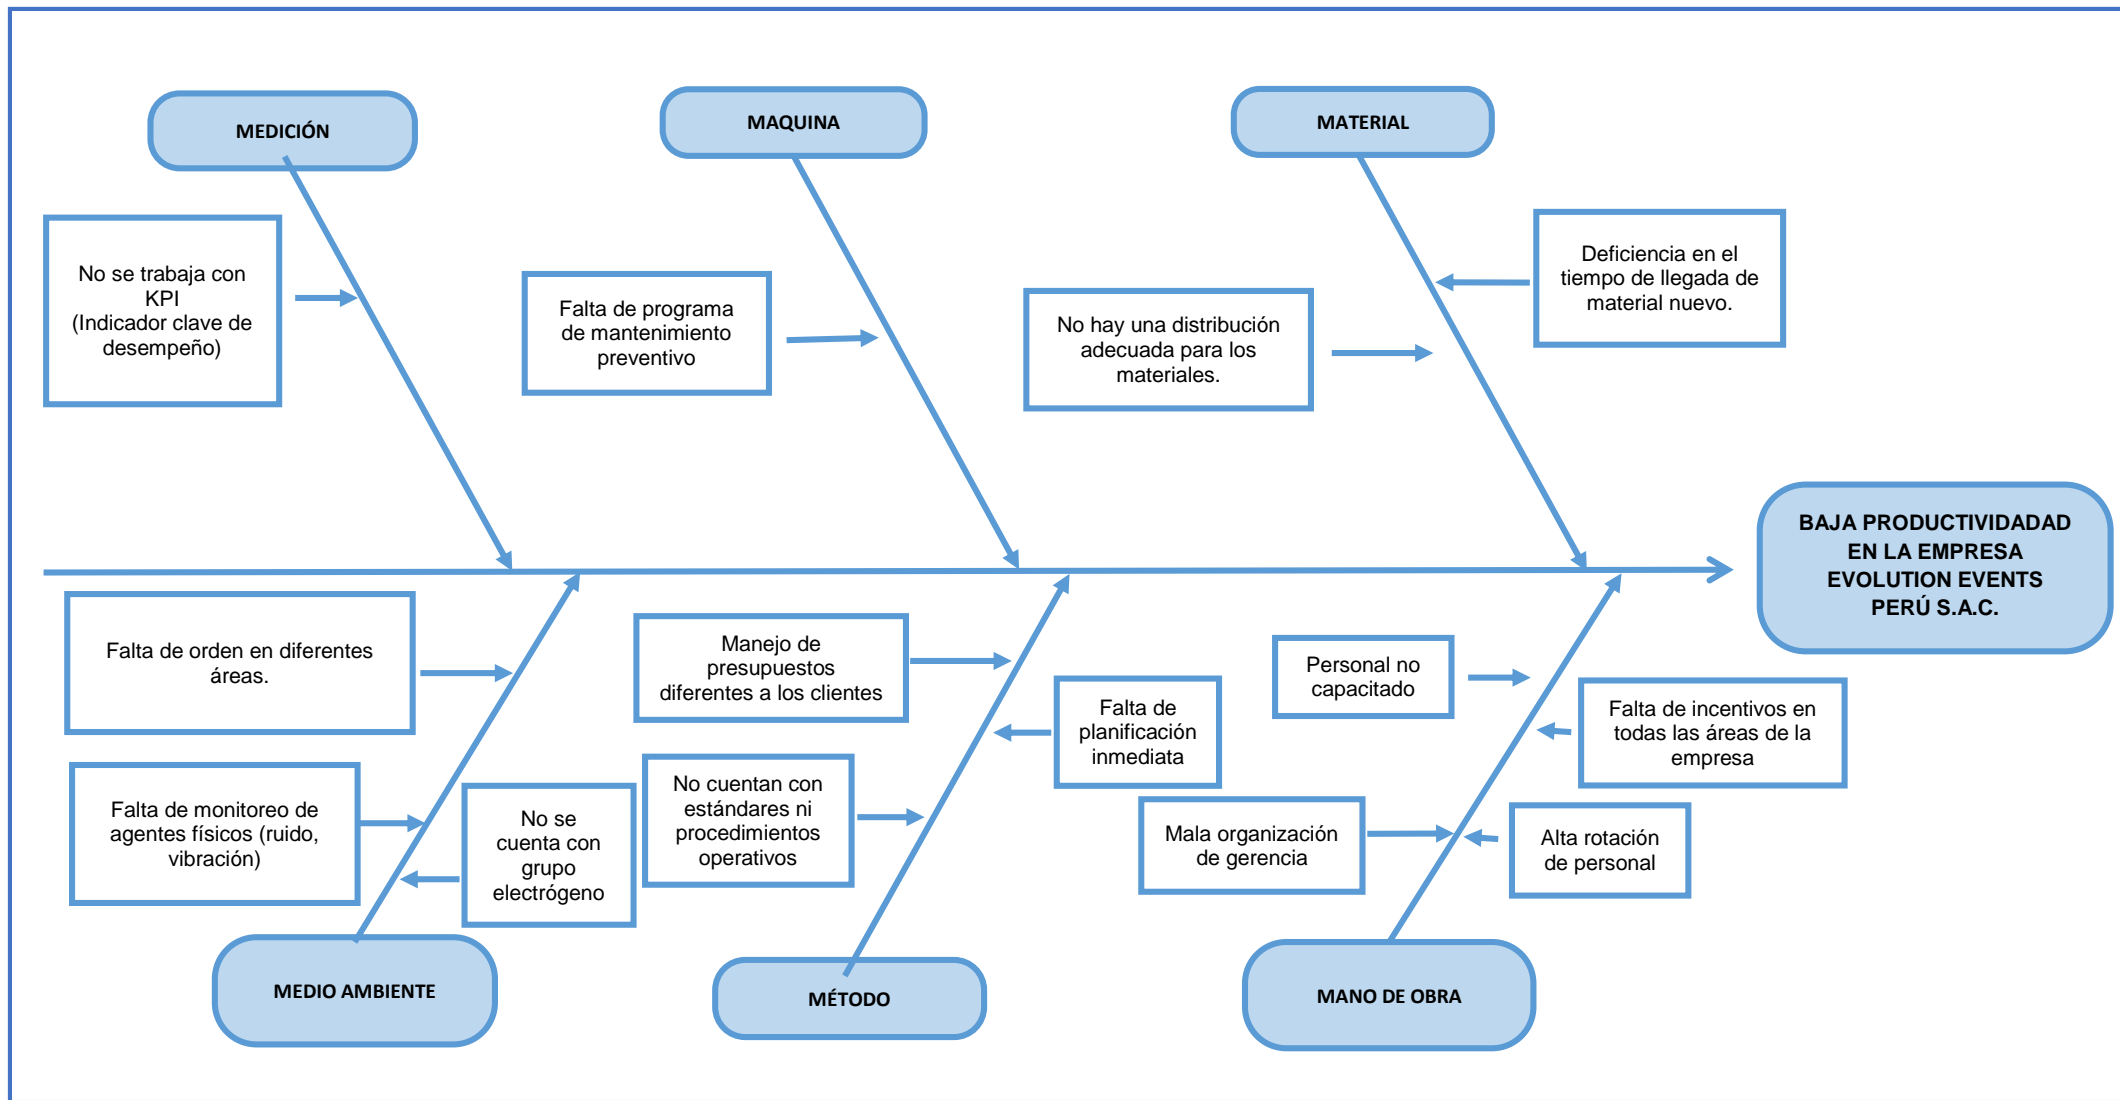 MEDICIÓN
MAQUINA
MATERIAL
No se trabaja con
KPI
(Indicador clave de
desempeño)
Falta de programa
de mantenimiento
preventivo
No hay una distribución
adecuada para los
materiales.
Deficiencia en el
tiempo de llegada de
material nuevo.
BAJA PRODUCTIVIDADAD
EN LA EMPRESA
EVOLUTION EVENTS
PERÚ S.A.C.
Falta de orden en diferentes
áreas.
Falta de monitoreo de
agentes físicos (ruido,
vibración)
No se
cuenta con
grupo
electrógeno
Manejo de
presupuestos
diferentes a los clientes
Falta de
planificación
inmediata
No cuentan con
estándares ni
procedimientos
operativos
Personal no
capacitado
Falta de incentivos en
todas las áreas de la
empresa
Mala organización
de gerencia
Alta rotación
de personal
MEDIO AMBIENTE
MÉTODO
MANO DE OBRA